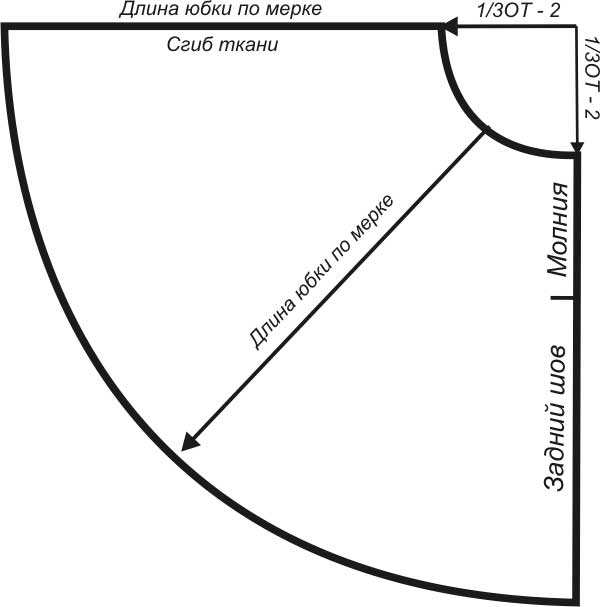 Длина юбки по мерке
1/3ОТ - 2
Сгиб ткани
1/3ОТ - 2
Длина юбки по мерке
Молния
Задний шов